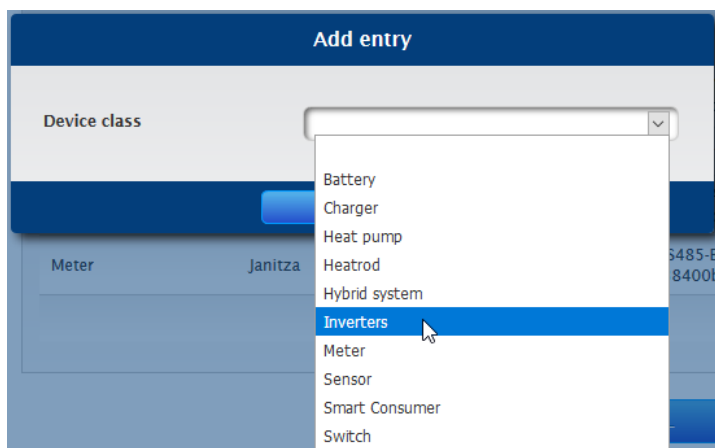 Add entry
Device class
Battery
Charger
Heat pump
Heatrod
Hybrid system
Inverters
Meter
Sensor
Smart Consumer
Switch
Meter Janitza
8400